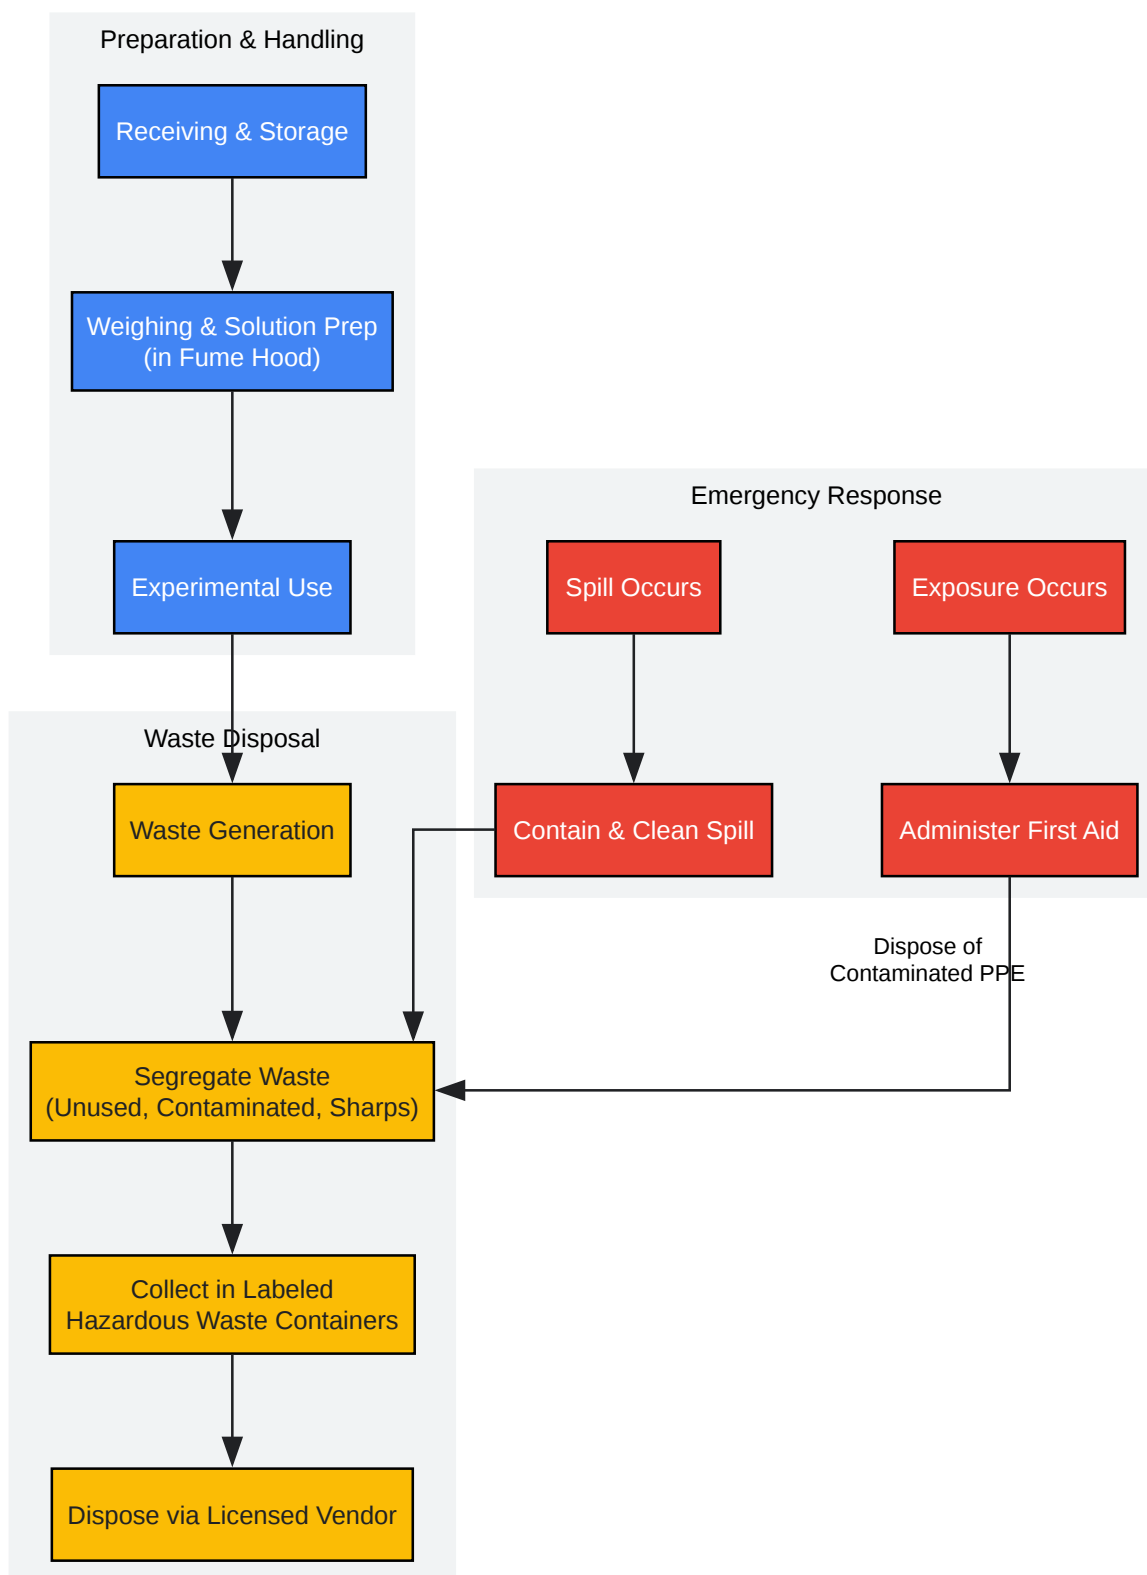 Preparation & Handling
Receiving & Storage
Weighing & Solution Prep
(in Fume Hood)
Experimental Use
Emergency Response
Spill Occurs
Exposure Occurs
Contain & Clean Spill
Administer First Aid
Dispose of
Contaminated PPE
Waste Disposal
Waste Generation
Segregate Waste
(Unused, Contaminated, Sharps)
Collect in Labeled
Hazardous Waste Containers
Dispose via Licensed Vendor